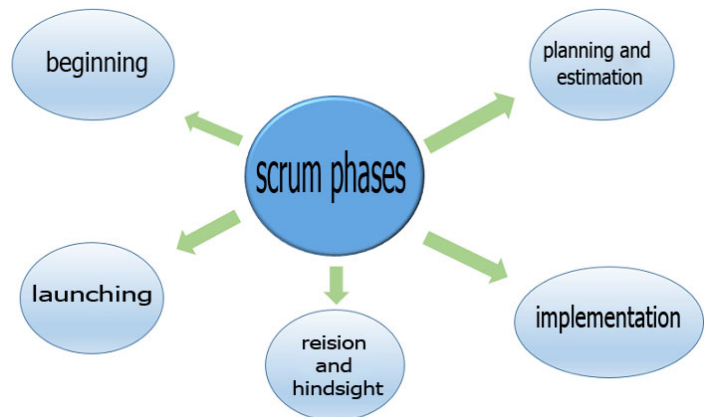 beginning
planning and
estimation
scrum phases
launching
implementation
reision
and
hindsight